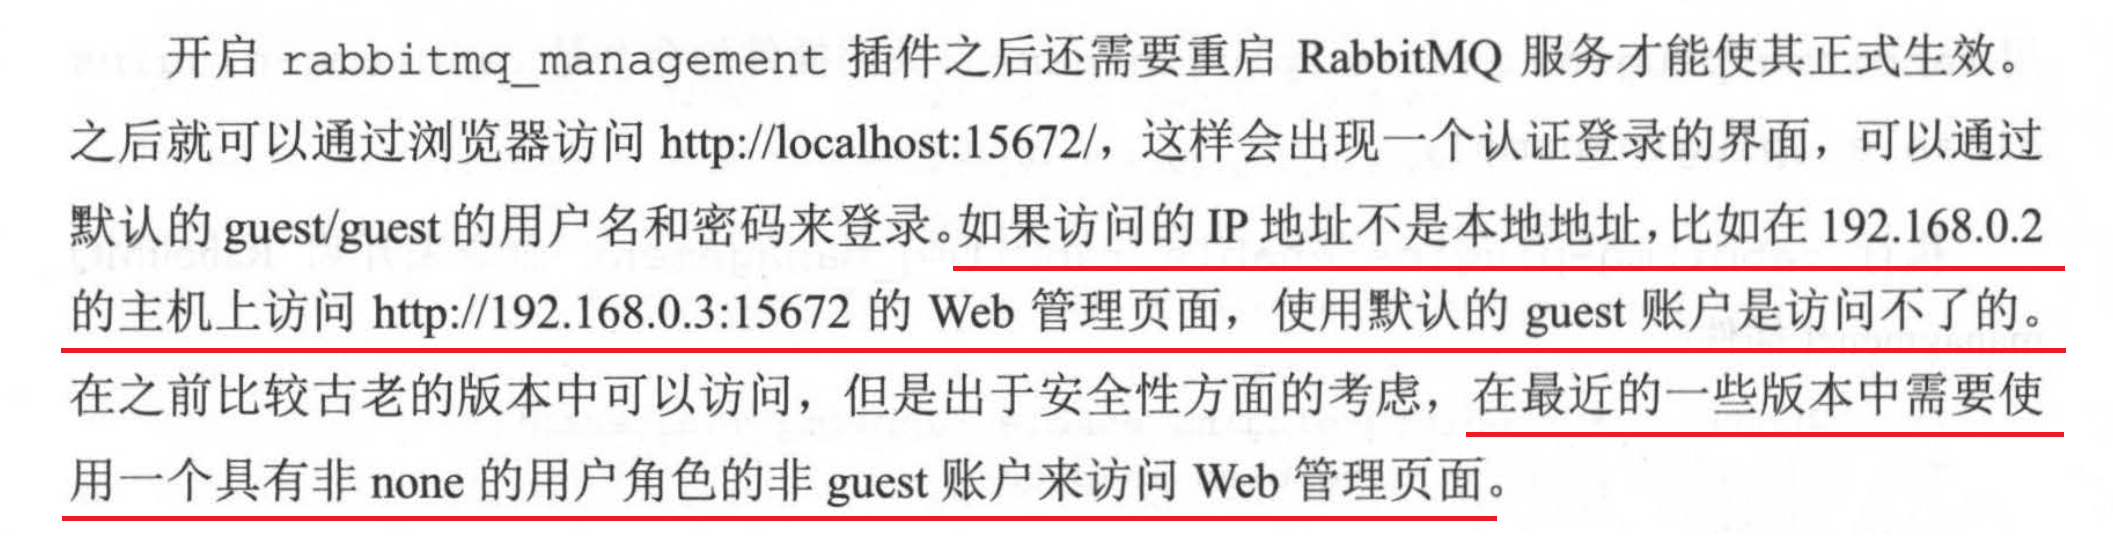 开启 rabbitmq_management 插件之后还需要重启 RabbitMQ 服务才能使其正式生效。
之后就可以通过浏览器访问 http://localhost:15672/，这样会出现一个认证登录的界面，可以通过
默认的 guest/guest 的用户名和密码来登录。如果访问的 IP 地址不是本地地址，比如在 192.168.0.2
的主机上访问 http://192.168.0.3:15672 的 Web 管理页面，使用默认的 guest 账户是访问不了的。
在之前比较古老的版本中可以访问，但是出于安全性方面的考虑，在最近的一些版本中需要使
用一个具有非 none 的用户角色的非 guest 账户来访问 Web 管理页面。